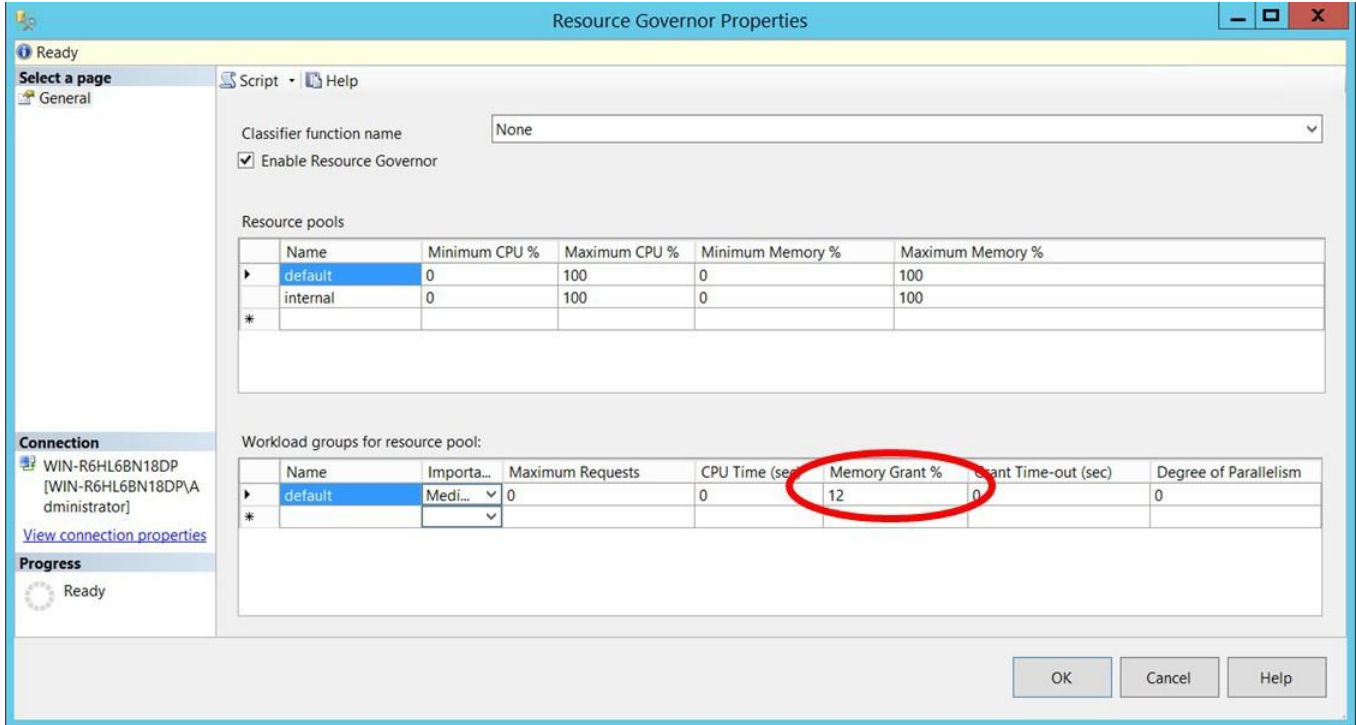 Resource Governor Properties
Ready
Select a page
General
Script Help
Classifier function name None
Enable Resource Governor
Resource pools
Name Minimum CPU % Maximum CPU % Minimum Memory % Maximum Memory %
default 0 100 0 100
internal 0 100 0 100
Connection
WIN-R6HL6BN18DP
[WIN-R6HL6BN18DP\A
dministrator]
View connection properties
Progress
Ready
Workload groups for resource pool:
Name Importa... Maximum Requests CPU Time (sec) Memory Grant % Grant Time-out (sec) Degree of Parallelism
default Medi... 0 0 12 0 0
OK Cancel Help